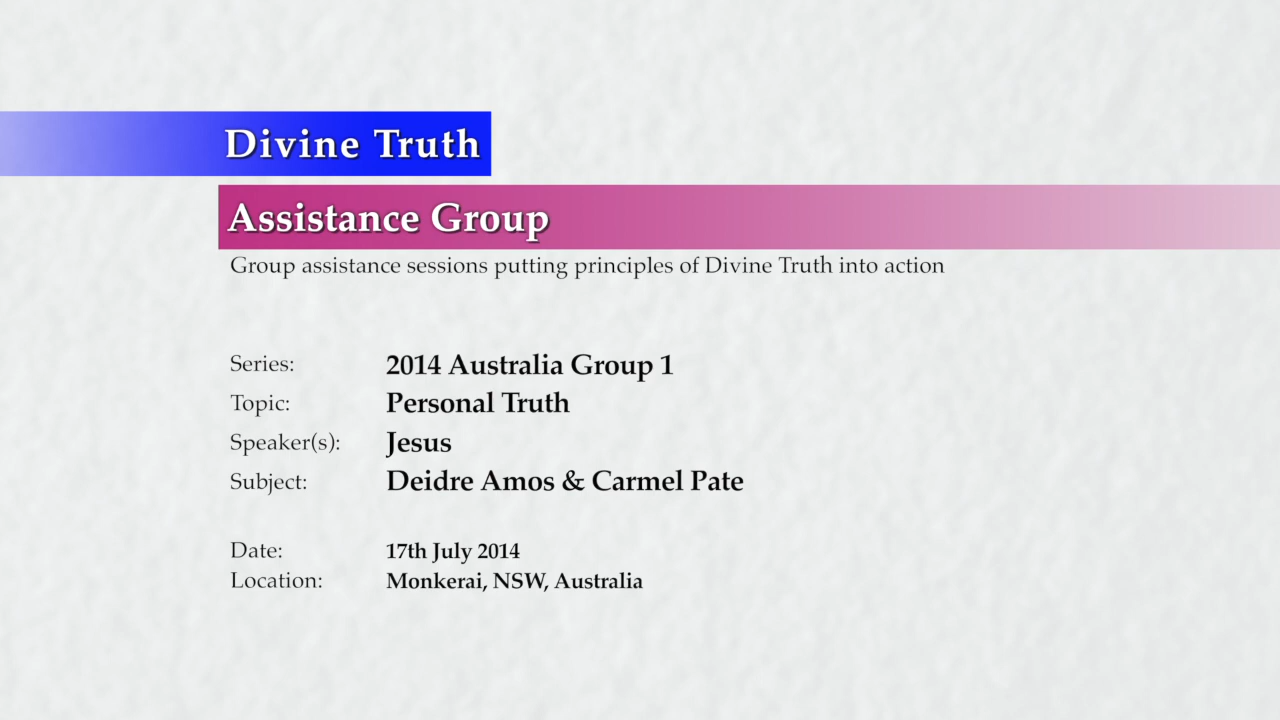 Divine Truth
Assistance Group
Group assistance sessions putting principles of Divine Truth into action
Series: 2014 Australia Group 1
Topic: Personal Truth
Speaker(s): Jesus
Subject: Deidre Amos & Carmel Pate
Date: 17th July 2014
Location: Monkerai, NSW, Australia